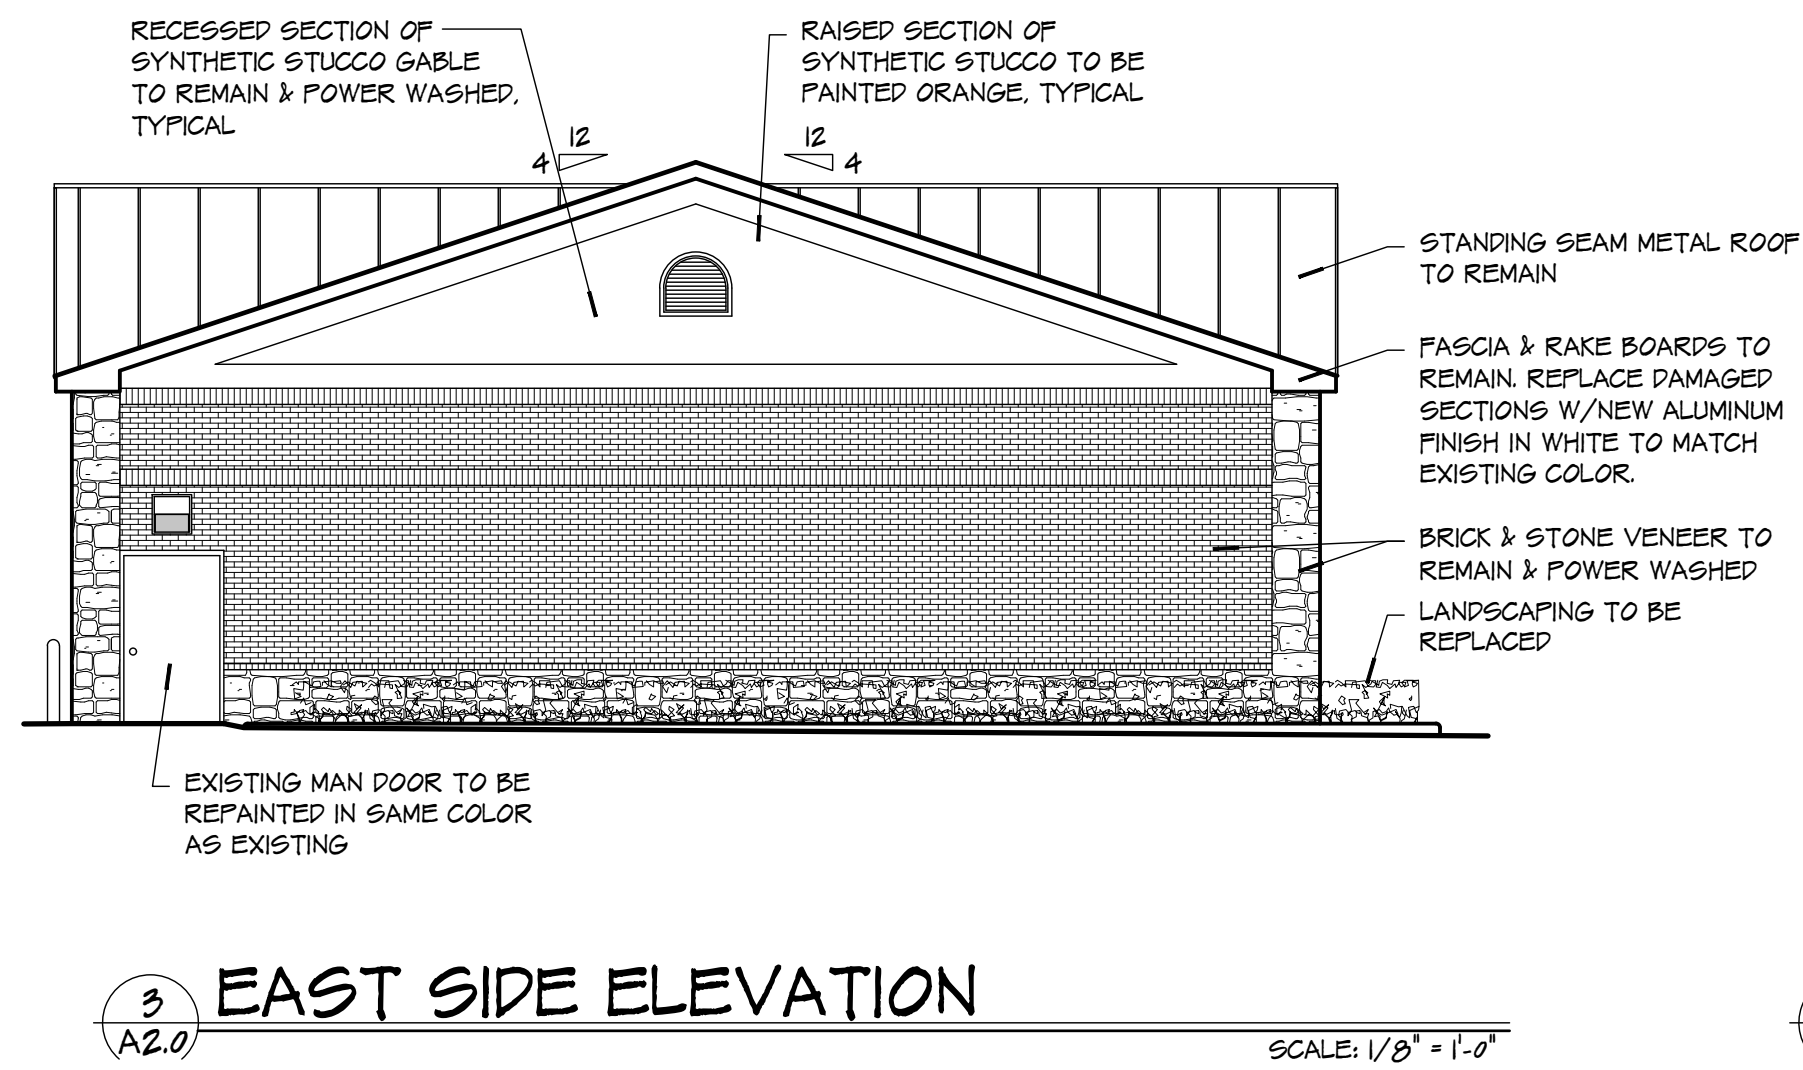 RECESSED SECTION OF
SYNTHETIC STUCCO GABLE
TO REMAIN & POWER WASHED,
TYPICAL
RAISED SECTION OF
SYNTHETIC STUCCO TO BE
PAINTED ORANGE, TYPICAL
12
4
12
4
STANDING SEAM METAL ROOF
TO REMAIN
FASCIA & RAKE BOARDS TO
REMAIN. REPLACE DAMAGED
SECTIONS W/NEW ALUMINUM
FINISH IN WHITE TO MATCH
EXISTING COLOR.
BRICK & STONE VENEER TO
REMAIN & POWER WASHED
LANDSCAPING TO BE
REPLACED
EXISTING MAN DOOR TO BE
REPAINTED IN SAME COLOR
AS EXISTING
3
A2.0
EAST SIDE ELEVATION
SCALE: 1/8" = 1'-0"